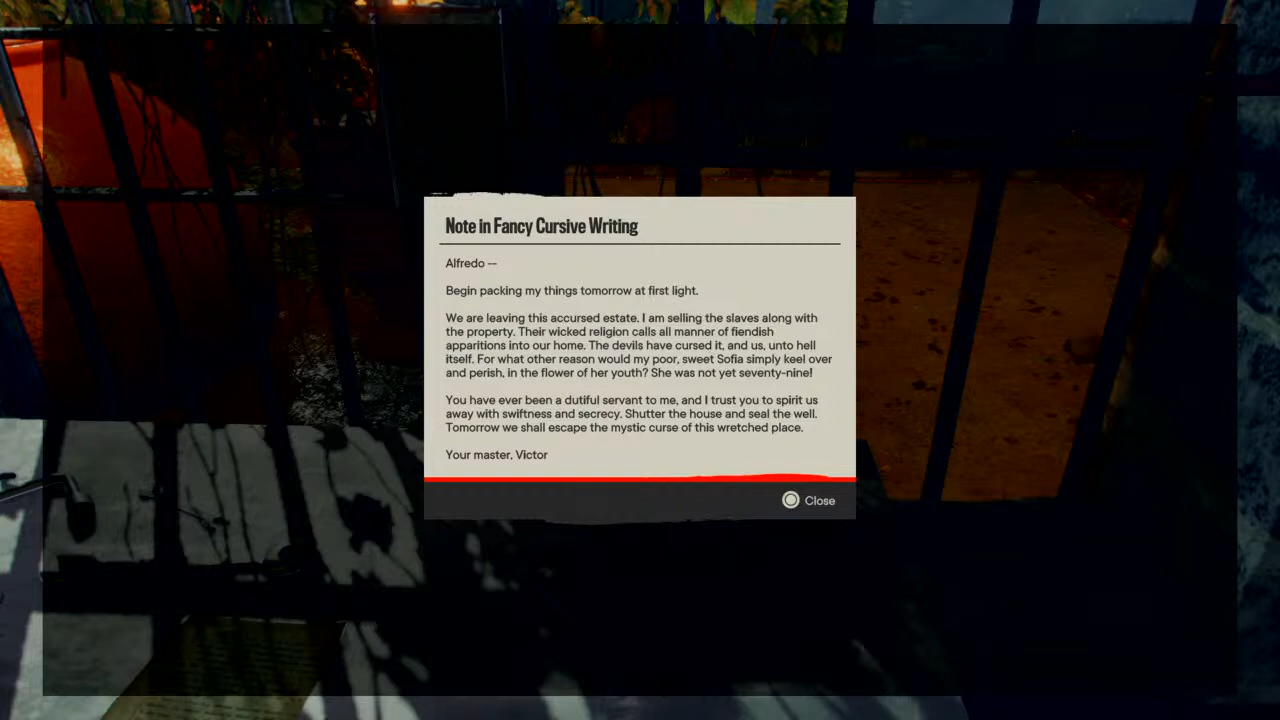 Note in Fancy Cursive Writing
Alfredo --
Begin packing my things tomorrow at first light.
We are leaving this accursed estate. I am selling the slaves along with
the property. Their wicked religion calls all manner of fiendish
apparitions into our home. The devils have cursed it, and us, unto hell
itself. For what other reason would my poor, sweet Sofia simply keel over
and perish, in the flower of her youth? She was not yet seventy-nine!
You have ever been a dutiful servant to me, and I trust you to spirit us
away with swiftness and secrecy. Shutter the house and seal the well.
Tomorrow we shall escape the mystic curse of this wretched place.
Your master, Victor
Close